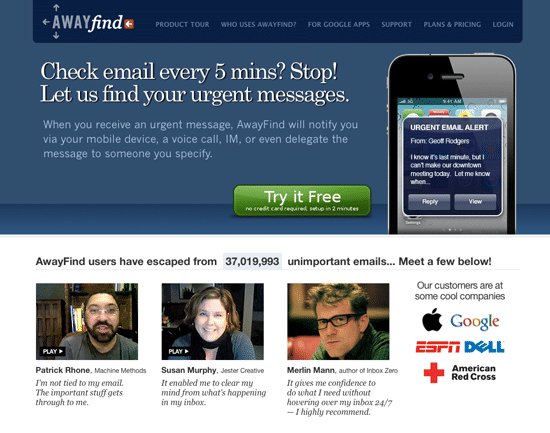 AWAYfind
PRODUCT TOUR WHO USES AWAYFIND? FOR GOOGLE APPS SUPPORT PLANS & PRICING LOGIN
Check email every 5 mins? Stop!
Let us find your urgent messages.
When you receive an urgent message, AwayFind will notify you
via your mobile device, a voice call, IM, or even delegate the
message to someone you specify.
Try it Free
no credit card required, setup in 2 minutes
9:41 AM
URGENT EMAIL ALERT
From: Geoff Rodgers
I know it's last minute, but I
can't make our downtown
meeting today. Let me know
when...
Reply View
Settings
AwayFind users have escaped from 37,019,993 unimportant emails... Meet a few below!
PLAY
Patrick Rhone, Machine Methods
I'm not tied to my email.
The important stuff gets
through to me.
PLAY
Susan Murphy, Jester Creative
It enabled me to clear my
mind from what's happening
in my inbox.
Merlin Mann, author of Inbox Zero
It gives me confidence to
do what I need without
hovering over my inbox 24/7
— I highly recommend.
Our customers are at
some cool companies
Google
ESPN DELL
American
Red Cross